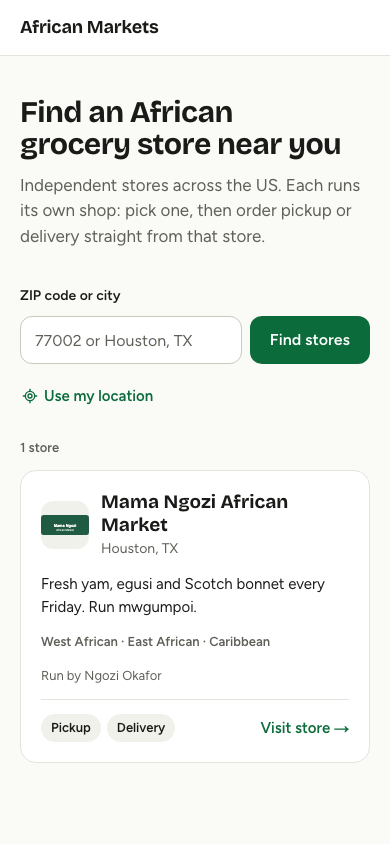 African Markets
Find an African
grocery store near you
Independent stores across the US. Each runs
its own shop: pick one, then order pickup or
delivery straight from that store.
ZIP code or city
77002 or Houston, TX
Find stores
Use my location
1 store
Mama Ngozi
Mama Ngozi African
Market
Houston, TX
Fresh yam, egusi and Scotch bonnet every
Friday. Run mwgumpoi.
West African · East African · Caribbean
Run by Ngozi Okafor
Pickup
Delivery
Visit store →